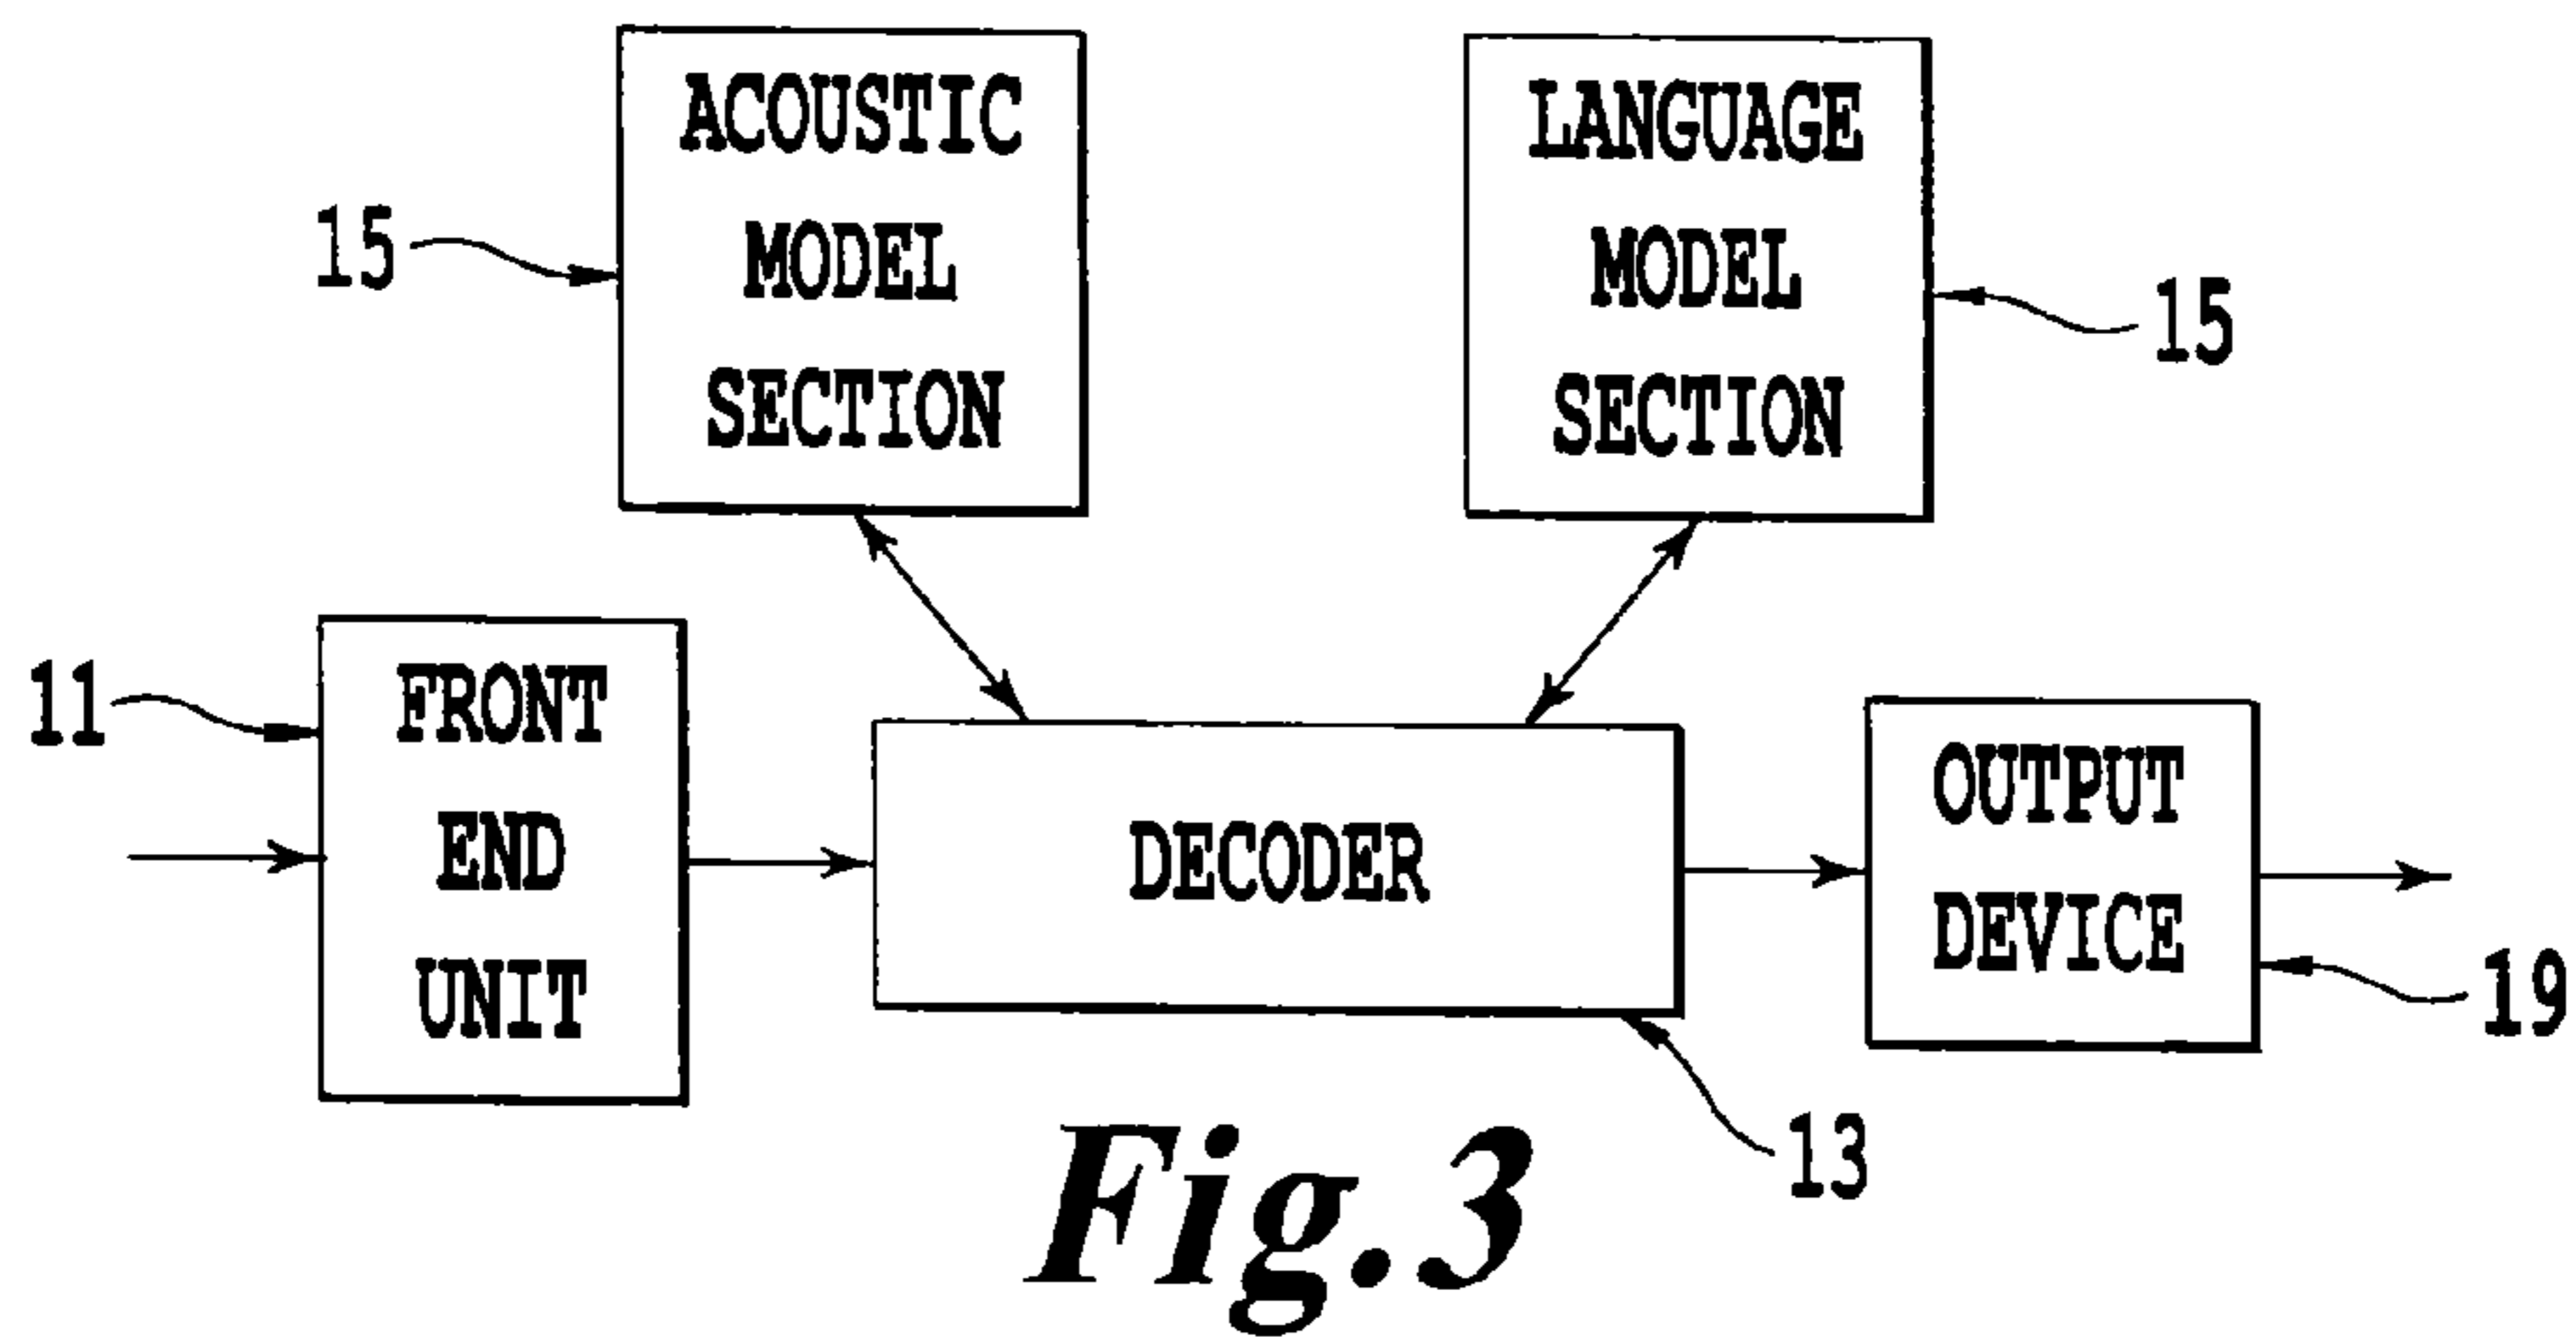 ACOUSTIC
MODEL
SECTION
15
LANGUAGE
MODEL
SECTION
15
11
FRONT
END
UNIT
DECODER
OUTPUT
DEVICE
19
13
Fig.3